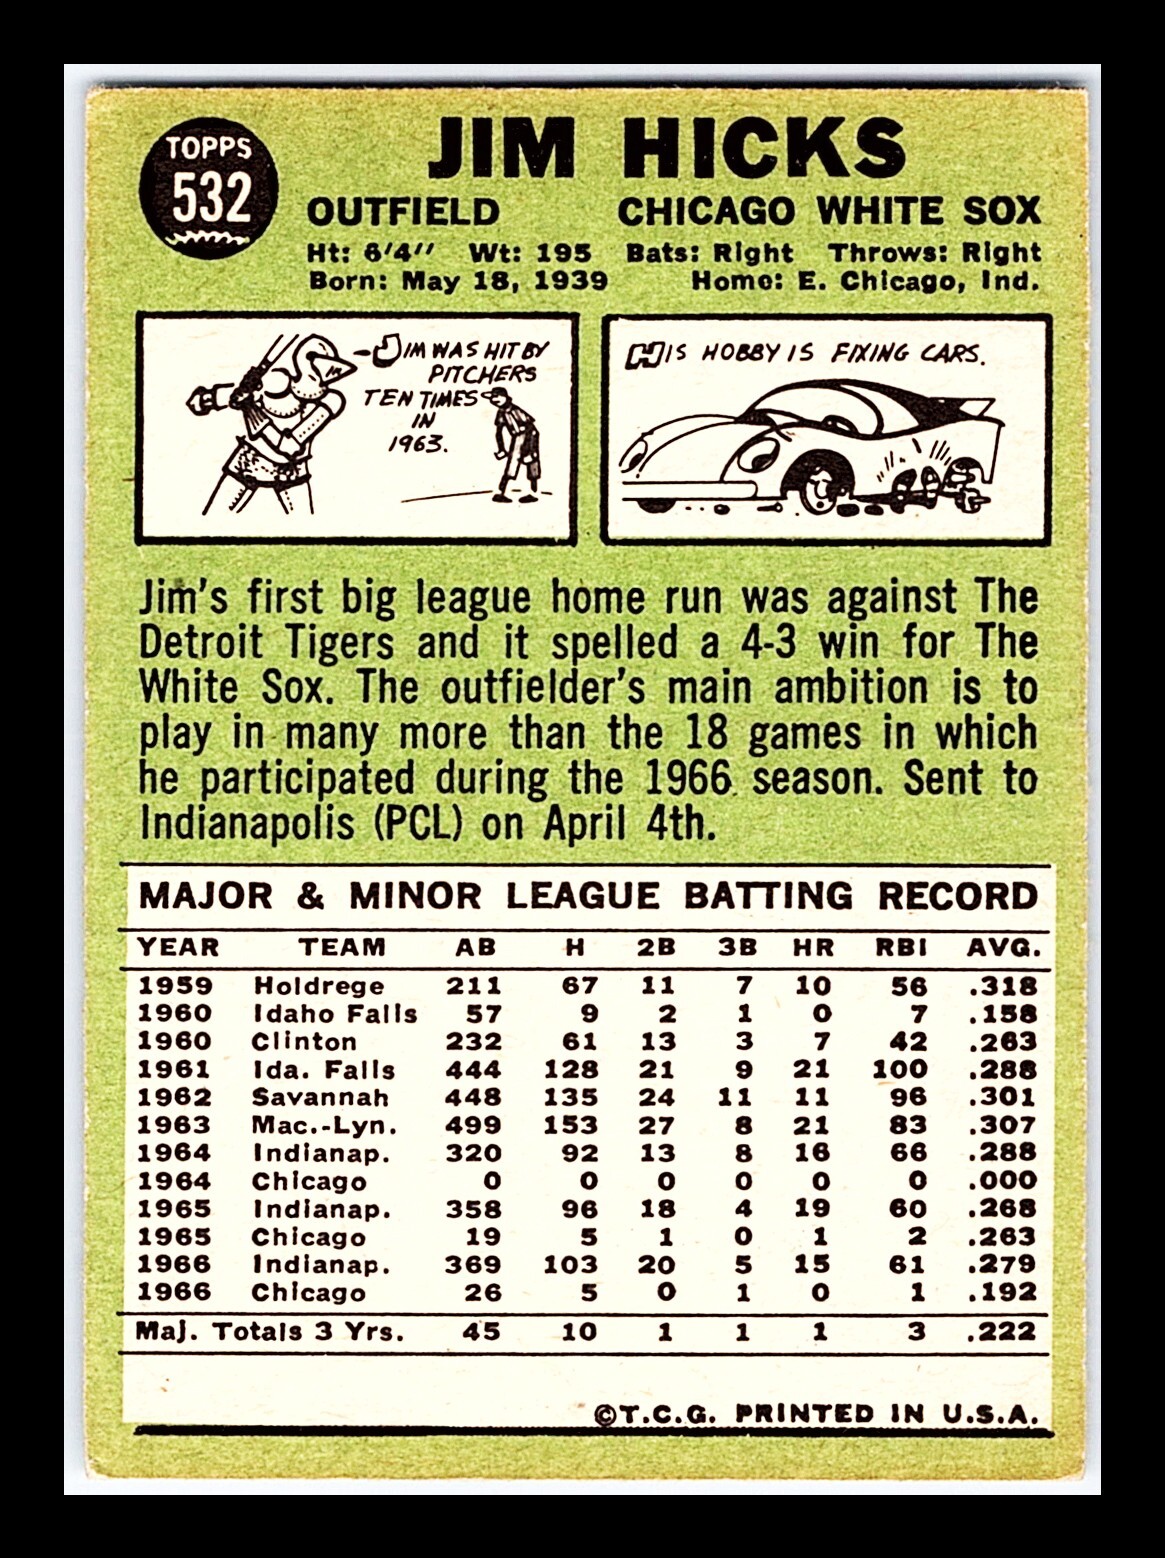 TOPPS
532
JIM HICKS
OUTFIELD CHICAGO WHITE SOX
Ht: 6'4" Wt: 195 Bats: Right Throws: Right
Born: May 18, 1939 Home: E. Chicago, Ind.
JIM WAS HIT BY
PITCHERS
TEN TIMES
IN
1963.
HIS HOBBY IS FIXING CARS.
Jim's first big league home run was against The
Detroit Tigers and it spelled a 4-3 win for The
White Sox. The outfielder's main ambition is to
play in many more than the 18 games in which
he participated during the 1966 season. Sent to
Indianapolis (PCL) on April 4th.
MAJOR & MINOR LEAGUE BATTING RECORD
YEAR TEAM AB H 2B 3B HR RBI AVG.
1959 Holdrege 211 67 11 7 10 56 .318
1960 Idaho Falls 57 9 2 1 0 7 .158
1960 Clinton 232 61 13 3 7 42 .263
1961 Ida. Falls 444 128 21 9 21 100 .288
1962 Savannah 448 135 24 11 11 96 .301
1963 Mac.-Lyn. 499 153 27 8 21 83 .307
1964 Indianap. 320 92 13 8 16 66 .288
1964 Chicago 0 0 0 0 0 0 .000
1965 Indianap. 358 96 18 4 19 60 .268
1965 Chicago 19 5 1 0 1 2 .263
1966 Indianap. 369 103 20 5 15 61 .279
1966 Chicago 26 5 0 1 0 1 .192
Maj. Totals 3 Yrs. 45 10 1 1 1 3 .222
©T.C.G. PRINTED IN U.S.A.